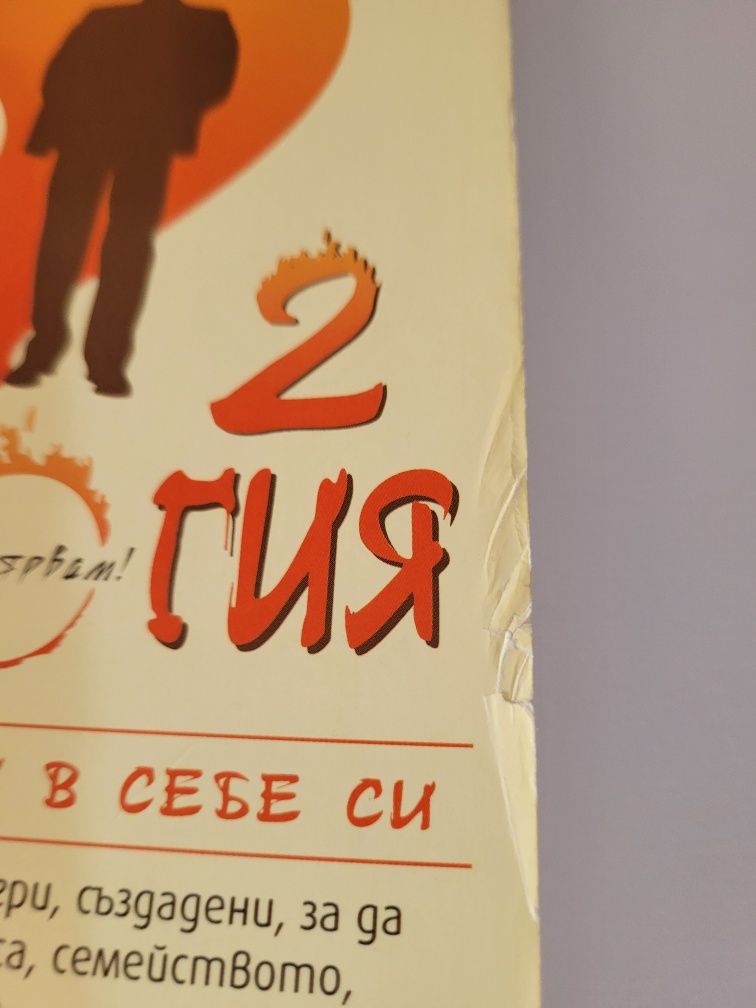 2
ГИЯ
В СЕБЕ СИ
създадени, за да
семейството,